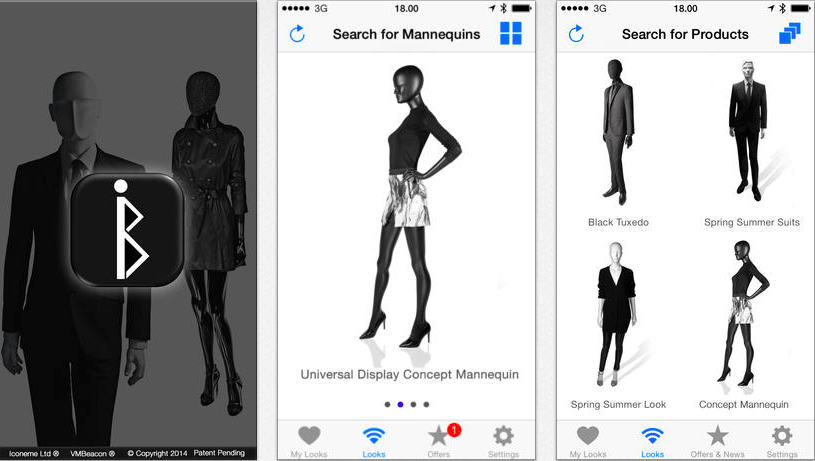 Iconeme Ltd ® VMBeacon ® © Copyright 2014 Patent Pending
3G 18.00
Search for Mannequins
Universal Display Concept Mannequin
1
My Looks Looks Offers Settings
3G 18.00
Search for Products
Black Tuxedo Spring Summer Suits
Spring Summer Look Concept Mannequin
My Looks Looks Offers & News Settings